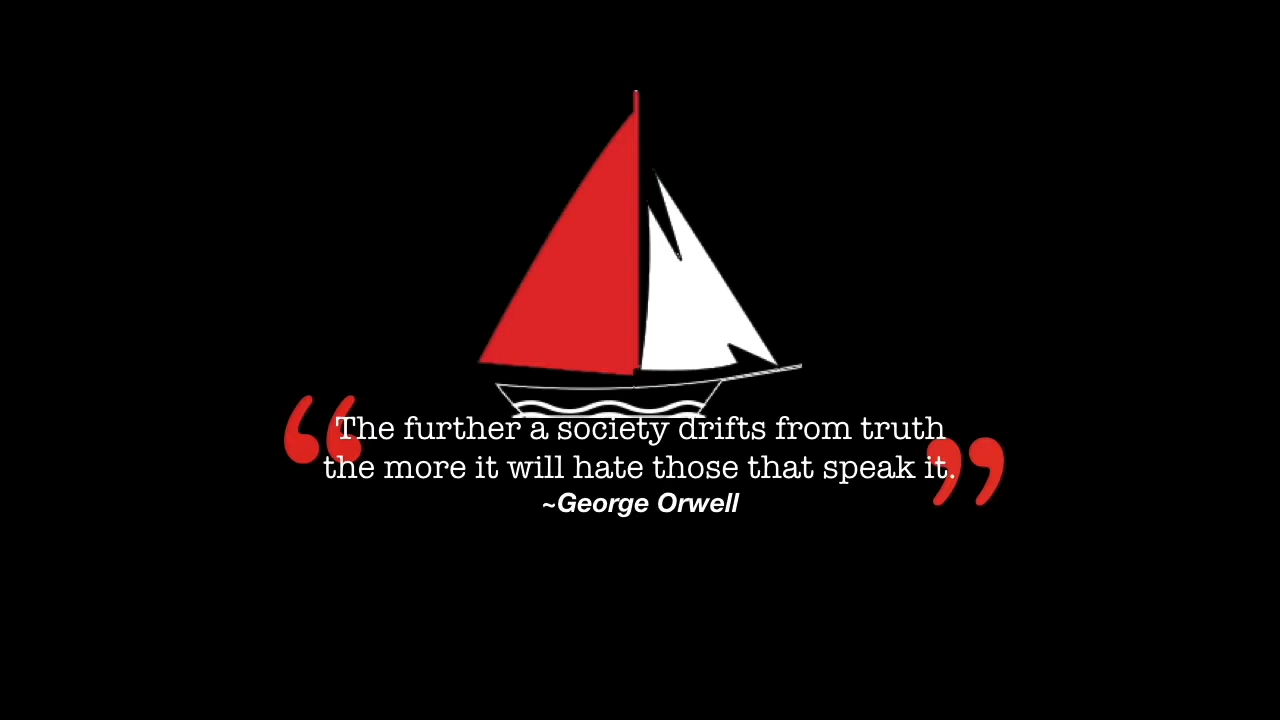 “The further a society drifts from truth
the more it will hate those that speak it.”
~George Orwell